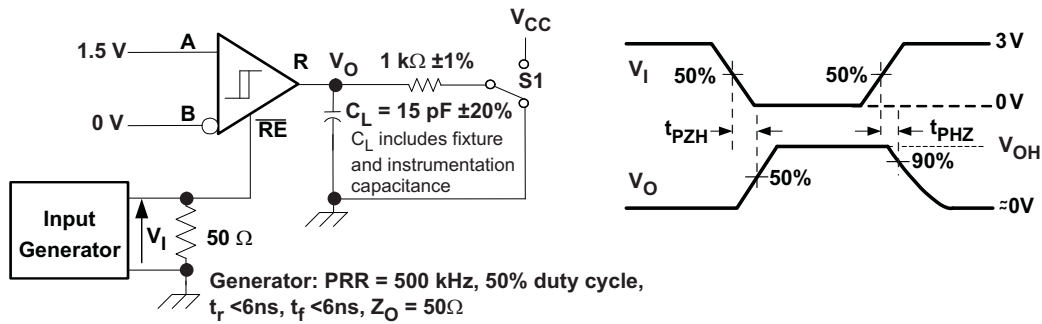 1.5 V
A
R
V_O
1 kΩ ±1%
V_CC
S1
0 V
B
R̅E̅
C_L = 15 pF ±20%
C_L includes fixture
and instrumentation
capacitance
Input
Generator
V_I
50 Ω
Generator: PRR = 500 kHz, 50% duty cycle,
t_r <6ns, t_f <6ns, Z_O = 50Ω
V_I
50%
50%
3 V
0 V
t_PZH
t_PHZ
V_OH
90%
V_O
50%
≈0V